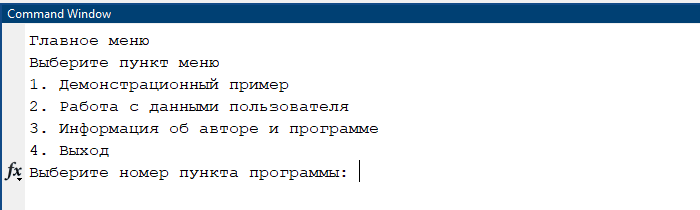 Command Window
Главное меню
Выберите пункт меню
1. Демонстрационный пример
2. Работа с данными пользователя
3. Информация об авторе и программе
4. Выход
fx Выберите номер пункта программы: